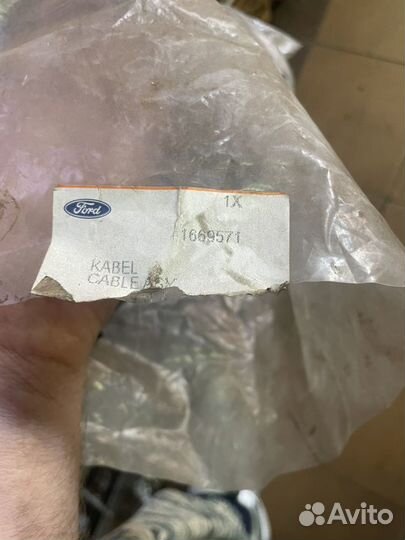 Ford
1X
1669571
KABEL
CABLE ASY
Avito